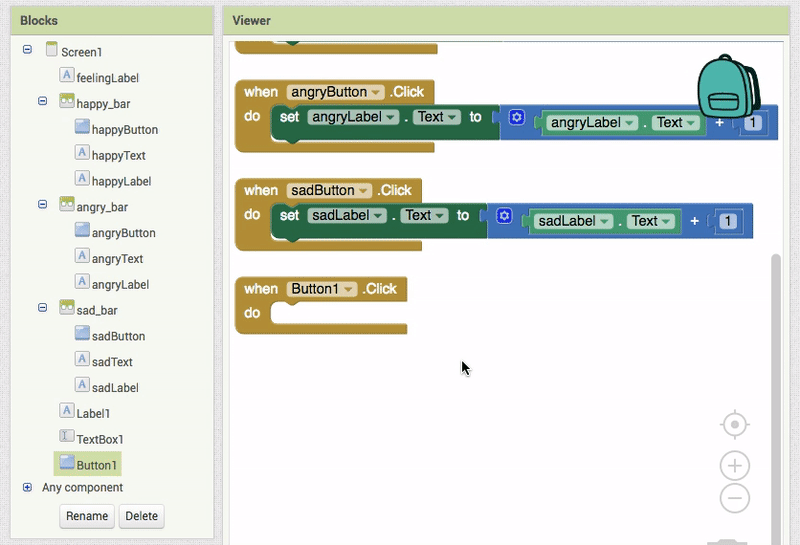 Blocks
Viewer
Screen1
feelingLabel
happy_bar
happyButton
happyText
happyLabel
angry_bar
angryButton
angryText
angryLabel
sad_bar
sadButton
sadText
sadLabel
Label1
TextBox1
Button1
Any component
Rename Delete
when angryButton .Click
do set angryLabel . Text to angryLabel . Text + 1
when sadButton .Click
do set sadLabel . Text to sadLabel . Text + 1
when Button1 .Click
do